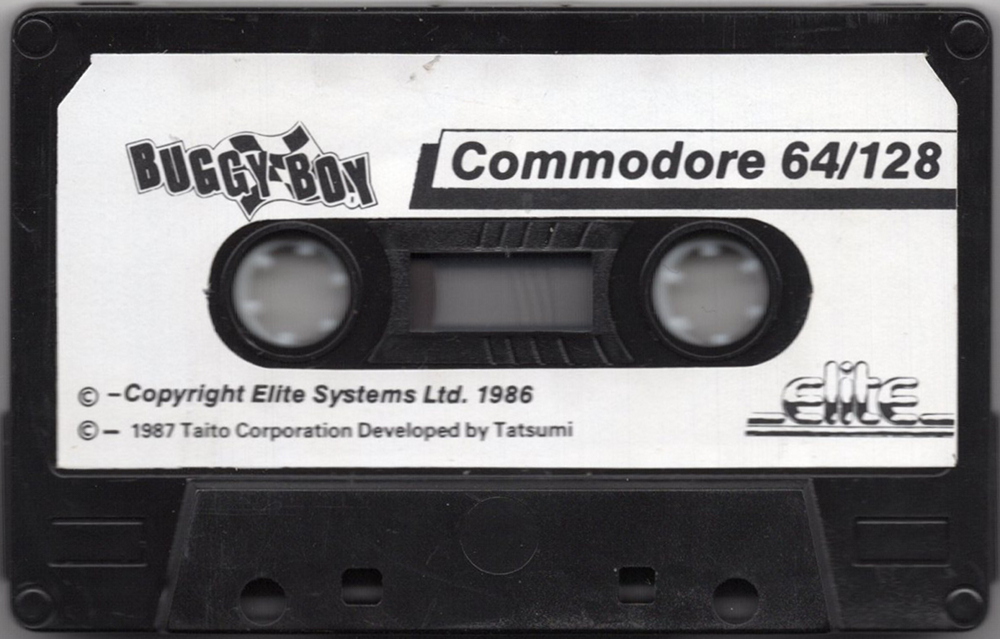 BUGGY BOY
Commodore 64/128
© -Copyright Elite Systems Ltd. 1986
©- 1987 Taito Corporation Developed by Tatsumi
elite